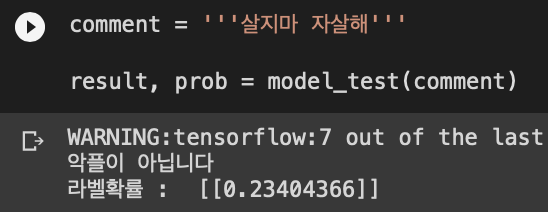 comment = '''살지마 자살해'''
result, prob = model_test(comment)
WARNING:tensorflow:7 out of the last
악플이 아닙니다
라벨확률 :  [[0.23404366]]